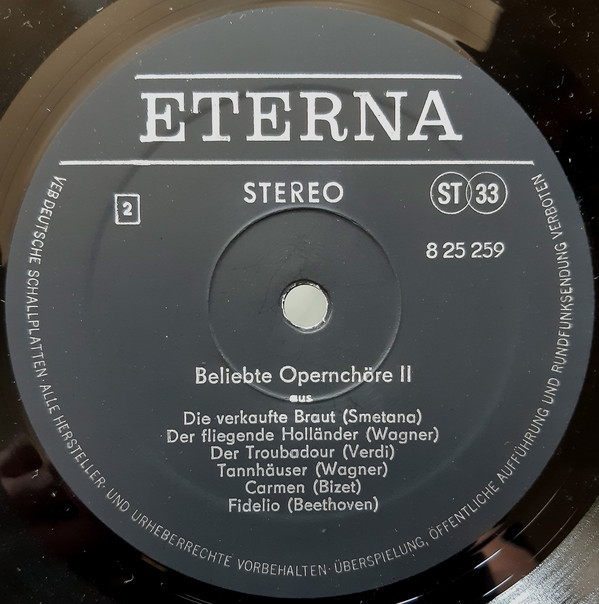 ETERNA
STEREO
ST 33
2
8 25 259
Beliebte Opernchöre II
aus
Die verkaufte Braut (Smetana)
Der fliegende Holländer (Wagner)
Der Troubadour (Verdi)
Tannhäuser (Wagner)
Carmen (Bizet)
Fidelio (Beethoven)
VEB DEUTSCHE SCHALLPLATTEN · ALLE HERSTELLER- UND URHEBERRECHTE VORBEHALTEN · ÜBERSPIELUNG, ÖFFENTLICHE AUFFÜHRUNG UND RUNDFUNKSENDUNG VERBOTEN